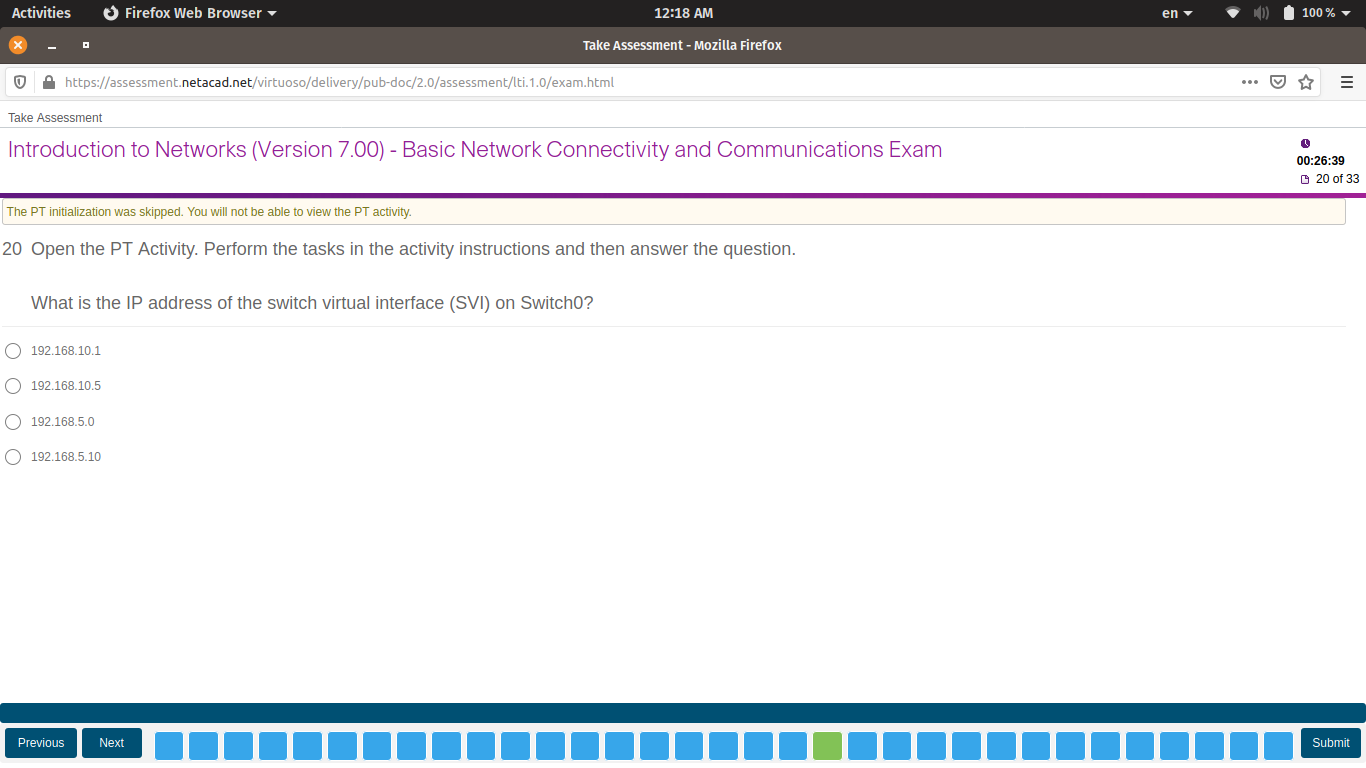 Activities Firefox Web Browser 12:18 AM en 100 %
Take Assessment - Mozilla Firefox
https://assessment.netacad.net/virtuoso/delivery/pub-doc/2.0/assessment/lti.1.0/exam.html
Take Assessment
Introduction to Networks (Version 7.00) - Basic Network Connectivity and Communications Exam
00:26:39
20 of 33
The PT initialization was skipped. You will not be able to view the PT activity.
20 Open the PT Activity. Perform the tasks in the activity instructions and then answer the question.
What is the IP address of the switch virtual interface (SVI) on Switch0?
192.168.10.1
192.168.10.5
192.168.5.0
192.168.5.10
Previous Next Submit